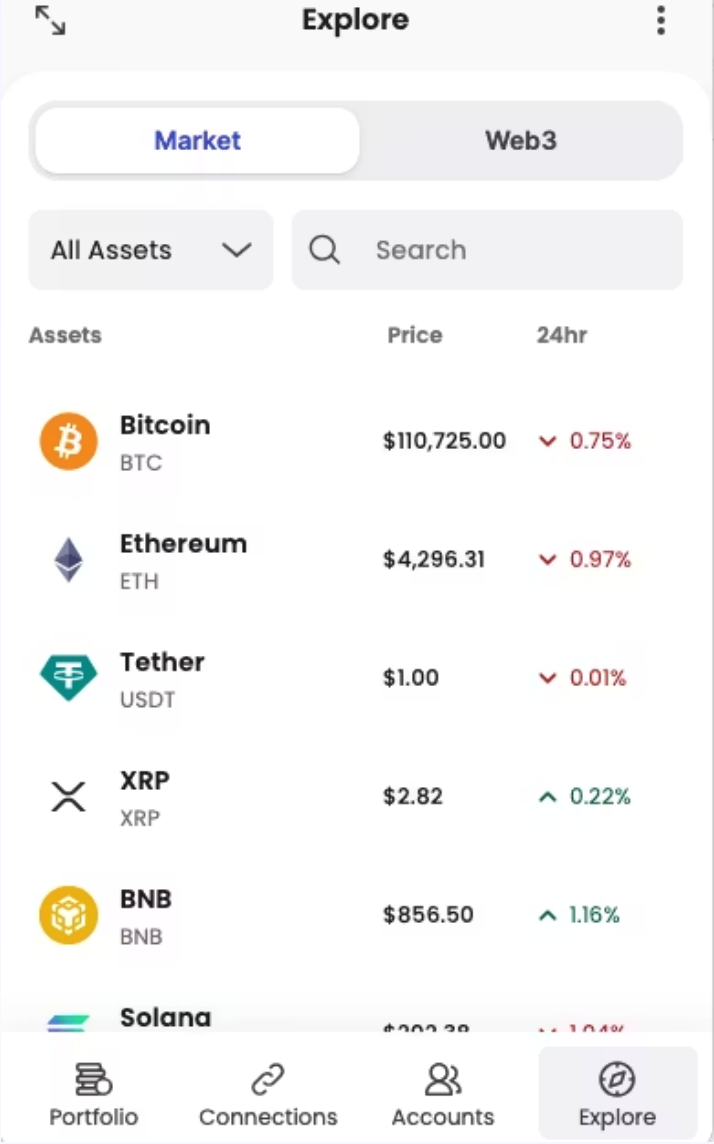 Explore
Market Web3
All Assets Search
Assets Price 24hr
Bitcoin
BTC
$110,725.00 0.75%
Ethereum
ETH
$4,296.31 0.97%
Tether
USDT
$1.00 0.01%
XRP
XRP
$2.82 0.22%
BNB
BNB
$856.50 1.16%
Solana
Portfolio Connections Accounts Explore